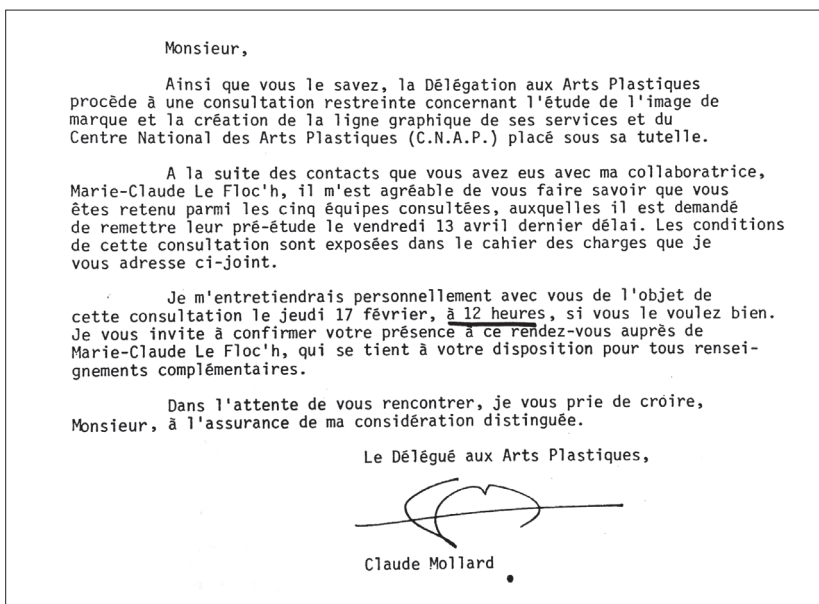 Monsieur,
Ainsi que vous le savez, la Délégation aux Arts Plastiques
procède à une consultation restreinte concernant l'étude de l'image de
marque et la création de la ligne graphique de ses services et du
Centre National des Arts Plastiques (C.N.A.P.) placé sous sa tutelle.
A la suite des contacts que vous avez eus avec ma collaboratrice,
Marie-Claude Le Floc'h, il m'est agréable de vous faire savoir que vous
êtes retenu parmi les cinq équipes consultées, auxquelles il est demandé
de remettre leur pré-étude le vendredi 13 avril dernier délai. Les conditions
de cette consultation sont exposées dans le cahier des charges que je
vous adresse ci-joint.
Je m'entretiendrais personnellement avec vous de l'objet de
cette consultation le jeudi 17 février, à 12 heures, si vous le voulez bien.
Je vous invite à confirmer votre présence à ce rendez-vous auprès de
Marie-Claude Le Floc'h, qui se tient à votre disposition pour tous rensei-
gnements complémentaires.
Dans l'attente de vous rencontrer, je vous prie de croire,
Monsieur, à l'assurance de ma considération distinguée.
Le Délégué aux Arts Plastiques,
Claude Mollard